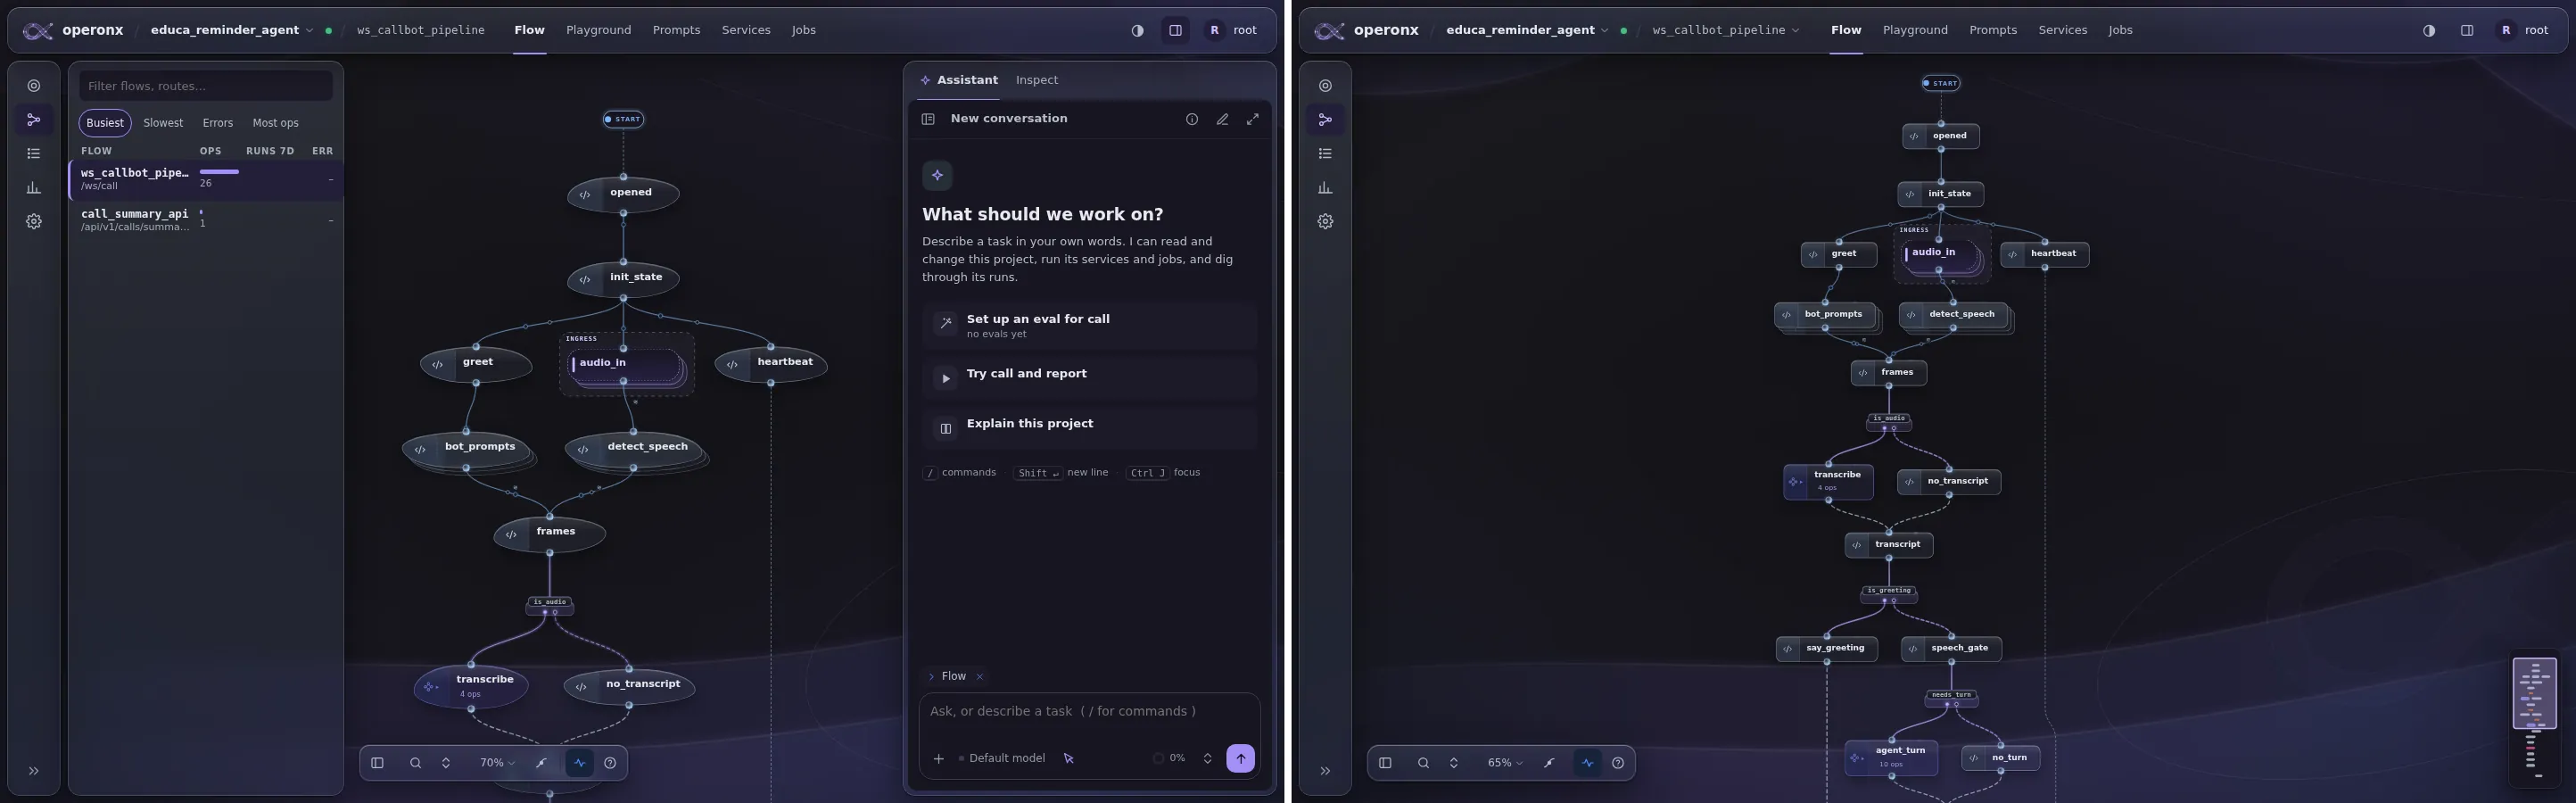 operonx / educa_reminder_agent / ws_callbot_pipeline Flow Playground Prompts Services Jobs R root
Filter flows, routes...
Busiest Slowest Errors Most ops
FLOW OPS RUNS 7D ERR
ws_callbot_pipe…
/ws/call
26
–
call_summary_api
/api/v1/calls/summa…
1
–
START
opened
init_state
greet
INGRESS
audio_in
heartbeat
bot_prompts
detect_speech
frames
is_audio
transcribe
4 ops
no_transcript
70%
Assistant Inspect
New conversation
What should we work on?
Describe a task in your own words. I can read and
change this project, run its services and jobs, and dig
through its runs.
Set up an eval for call
no evals yet
Try call and report
Explain this project
/ commands · Shift ↵ new line · Ctrl J focus
Flow ×
Ask, or describe a task ( / for commands )
Default model
0%
operonx / educa_reminder_agent / ws_callbot_pipeline Flow Playground Prompts Services Jobs R root
START
opened
init_state
greet
INGRESS
audio_in
heartbeat
bot_prompts
detect_speech
frames
is_audio
transcribe
4 ops
no_transcript
transcript
is_greeting
say_greeting
speech_gate
needs_turn
agent_turn
10 ops
no_turn
65%